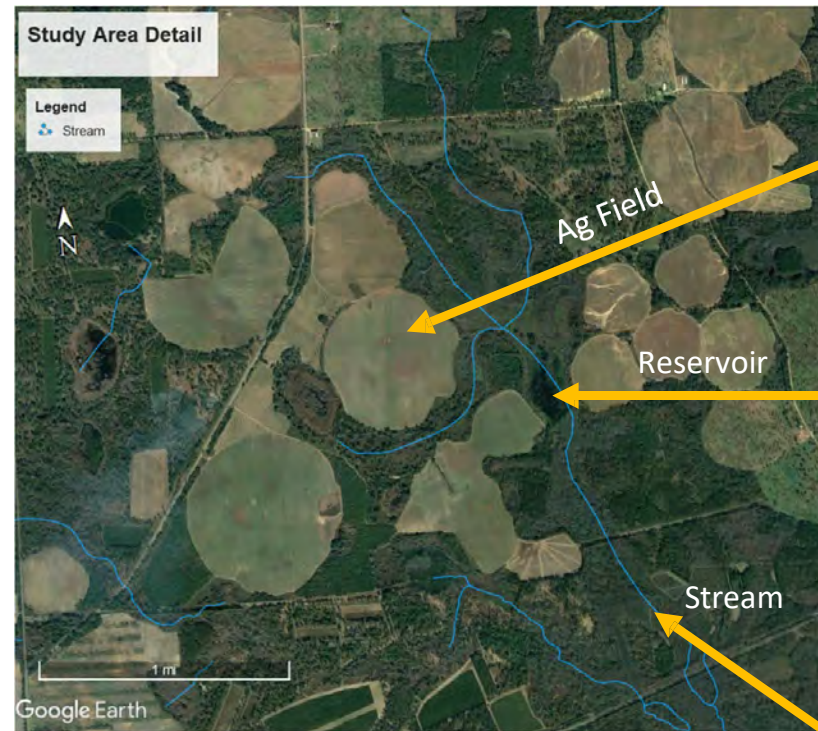 Study Area Detail
Legend
Stream
N
Ag Field
Reservoir
Stream
1 mi
Google Earth